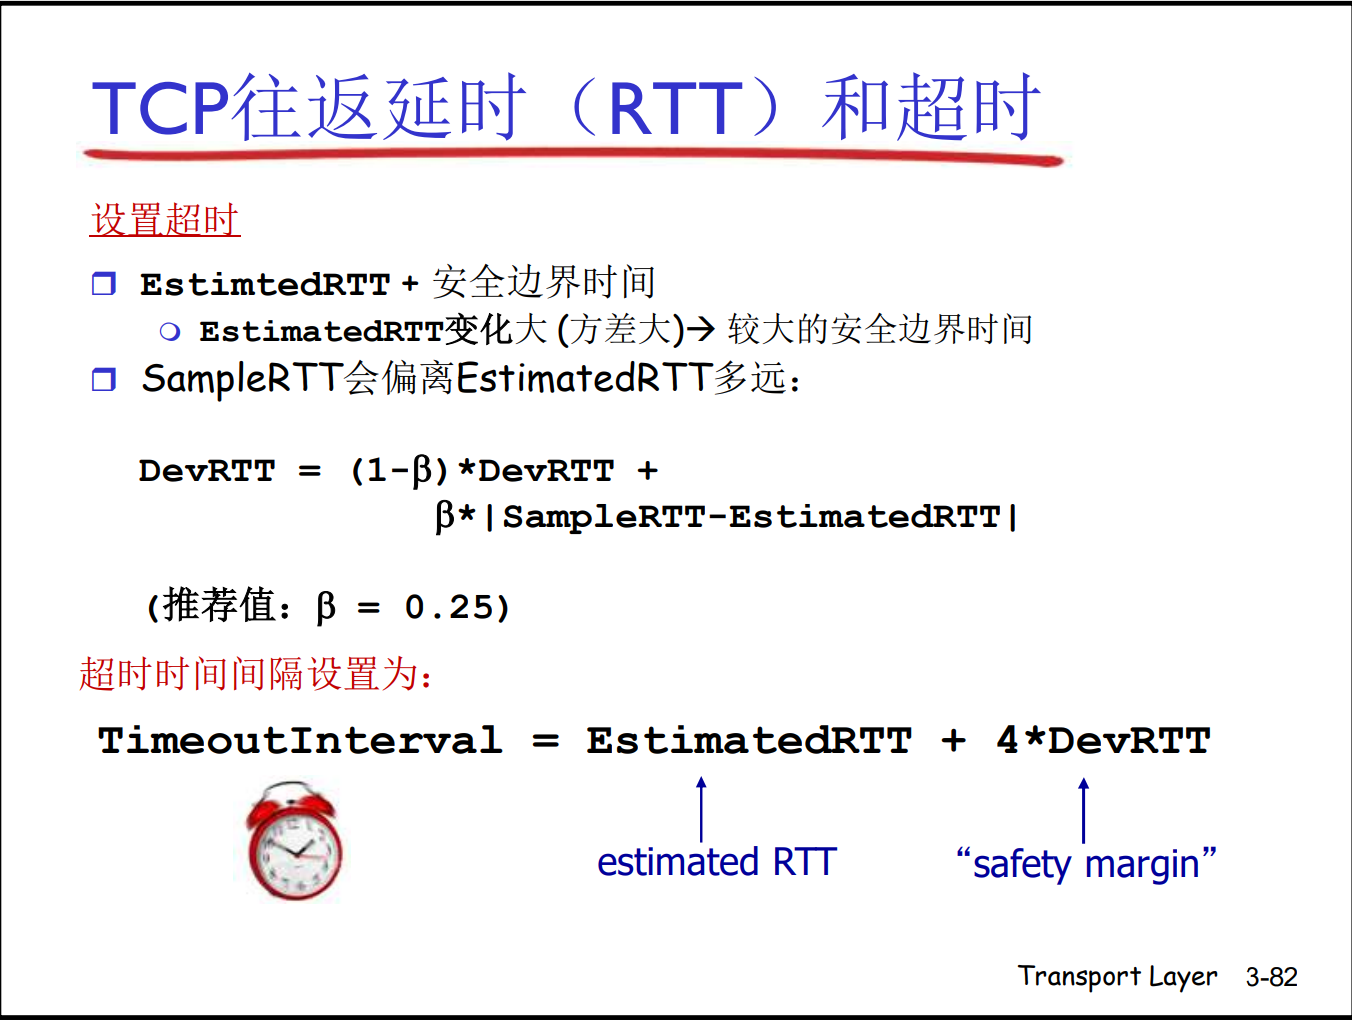 TCP往返延时（RTT）和超时
设置超时
EstimtedRTT + 安全边界时间
EstimatedRTT变化大 (方差大)→ 较大的安全边界时间
SampleRTT会偏离EstimatedRTT多远：
DevRTT = (1-β)*DevRTT +
β*|SampleRTT-EstimatedRTT|
(推荐值：β = 0.25)
超时时间间隔设置为：
TimeoutInterval = EstimatedRTT + 4*DevRTT
estimated RTT “safety margin”
Transport Layer 3-82